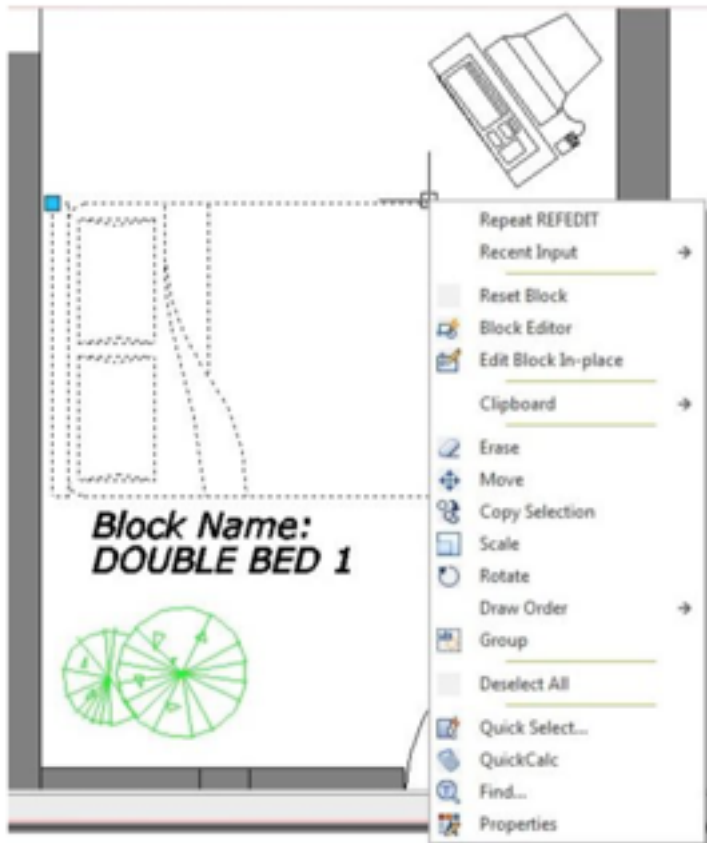 Repeat REFEDIT
Recent Input
Reset Block
Block Editor
Edit Block In-place
Clipboard
Erase
Move
Copy Selection
Scale
Rotate
Draw Order
Group
Deselect All
Quick Select...
QuickCalc
Find...
Properties
Block Name:
DOUBLE BED 1